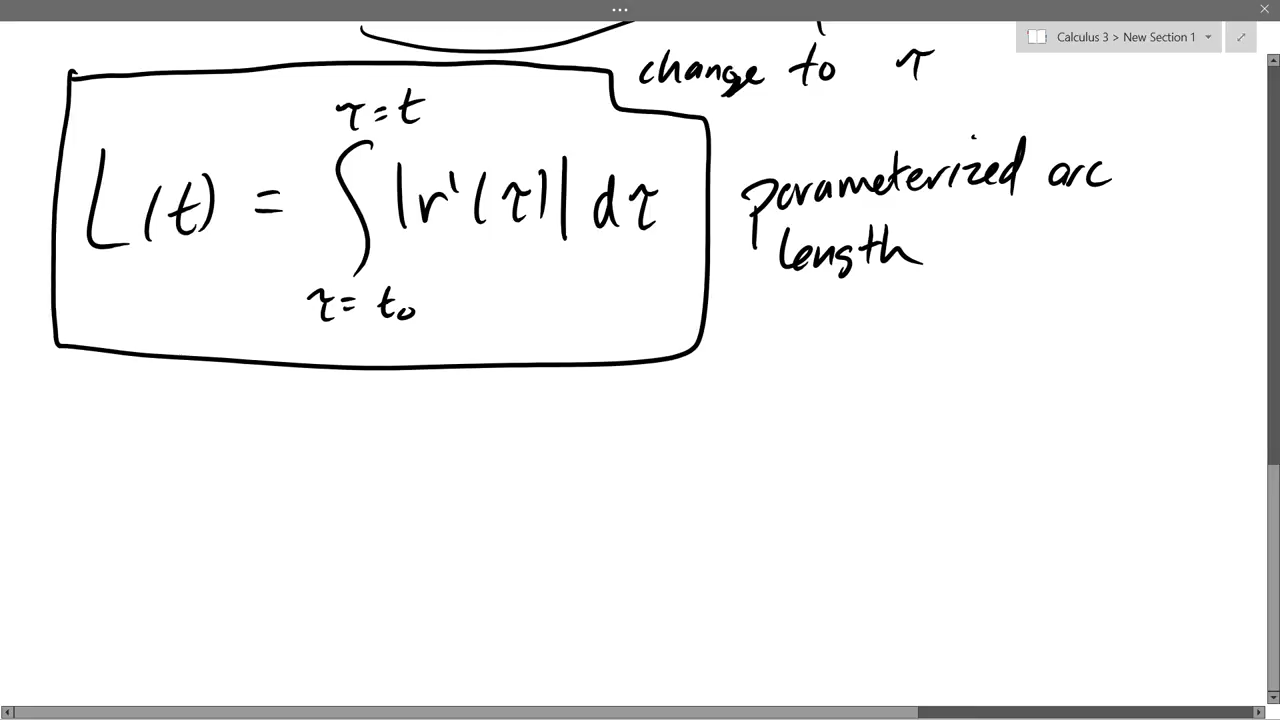 Calculus 3 > New Section 1
change to τ
τ = t
L(t) = ∫ |r'(τ)| dτ
τ = t₀
parameterized arc
length